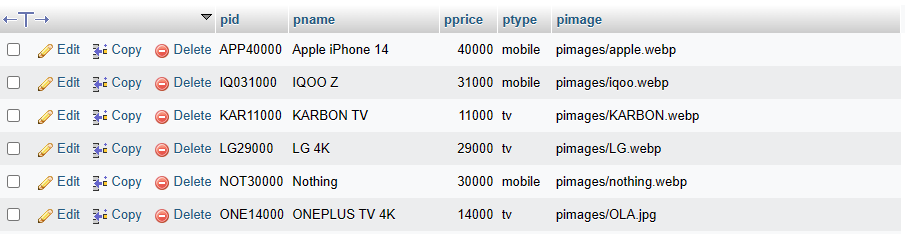 pid pname pprice ptype pimage
Edit Copy Delete APP40000 Apple iPhone 14 40000 mobile pimages/apple.webp
Edit Copy Delete IQ031000 IQOO Z 31000 mobile pimages/iqoo.webp
Edit Copy Delete KAR11000 KARBON TV 11000 tv pimages/KARBON.webp
Edit Copy Delete LG29000 LG 4K 29000 tv pimages/LG.webp
Edit Copy Delete NOT30000 Nothing 30000 mobile pimages/nothing.webp
Edit Copy Delete ONE14000 ONEPLUS TV 4K 14000 tv pimages/OLA.jpg